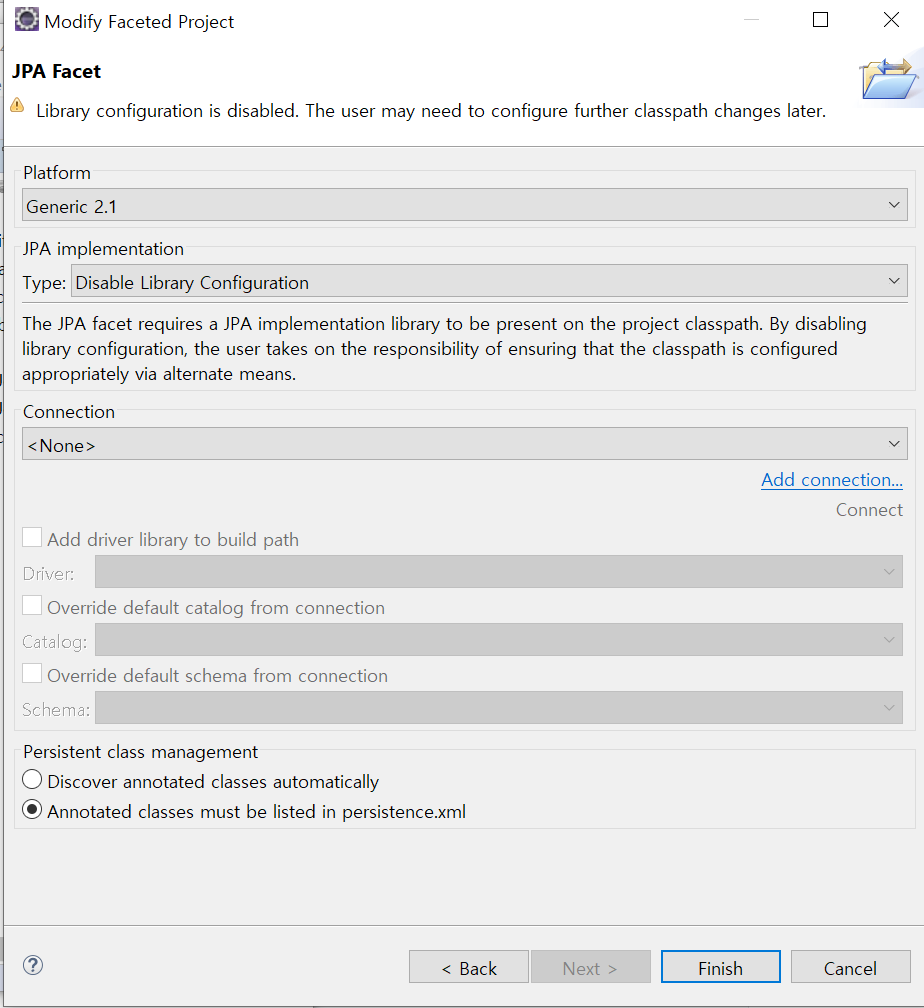 Modify Faceted Project
JPA Facet
Library configuration is disabled. The user may need to configure further classpath changes later.
Platform
Generic 2.1
JPA implementation
Type: Disable Library Configuration
The JPA facet requires a JPA implementation library to be present on the project classpath. By disabling
library configuration, the user takes on the responsibility of ensuring that the classpath is configured
appropriately via alternate means.
Connection
<None>
Add connection...
Connect
Add driver library to build path
Driver:
Override default catalog from connection
Catalog:
Override default schema from connection
Schema:
Persistent class management
Discover annotated classes automatically
Annotated classes must be listed in persistence.xml
< Back Next > Finish Cancel